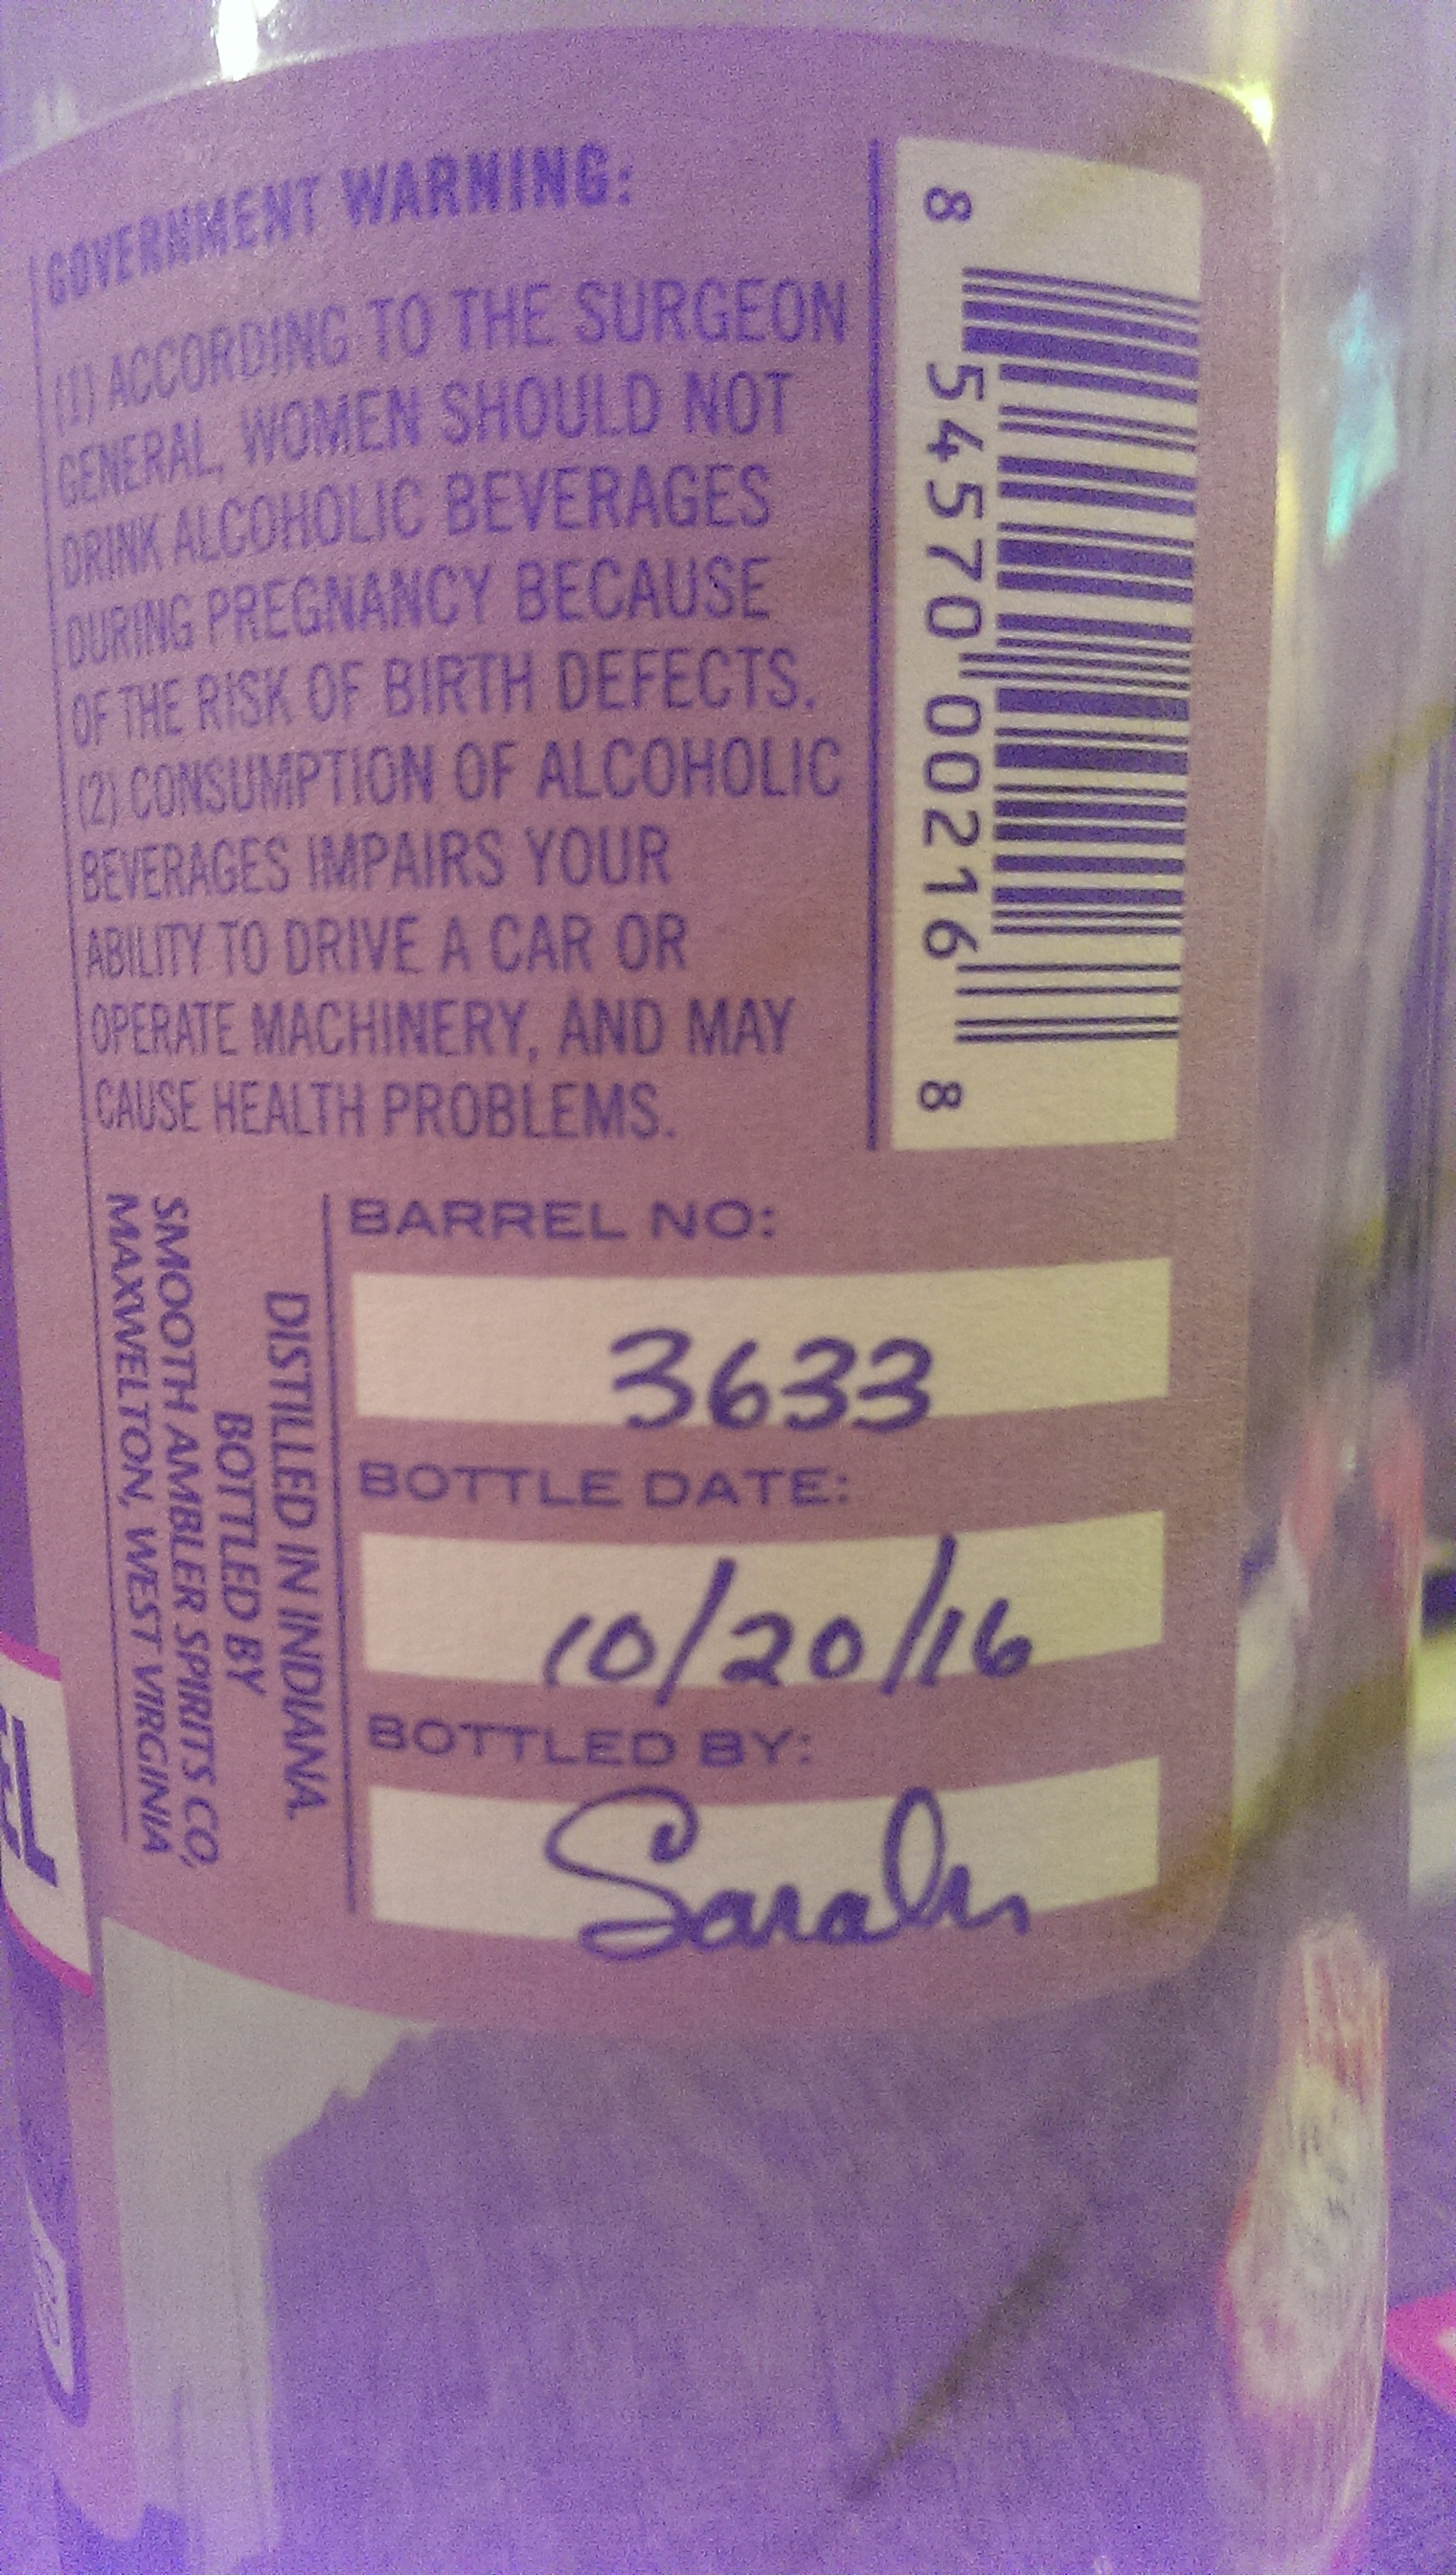 GOVERNMENT WARNING:
(1) ACCORDING TO THE SURGEON
GENERAL, WOMEN SHOULD NOT
DRINK ALCOHOLIC BEVERAGES
DURING PREGNANCY BECAUSE
OF THE RISK OF BIRTH DEFECTS.
(2) CONSUMPTION OF ALCOHOLIC
BEVERAGES IMPAIRS YOUR
ABILITY TO DRIVE A CAR OR
OPERATE MACHINERY, AND MAY
CAUSE HEALTH PROBLEMS.
8 54570 00216 8
DISTILLED IN INDIANA.
BOTTLED BY
SMOOTH AMBLER SPIRITS CO,
MAXWELTON, WEST VIRGINIA
BARREL NO:
3633
BOTTLE DATE:
10/20/16
BOTTLED BY:
Sarah